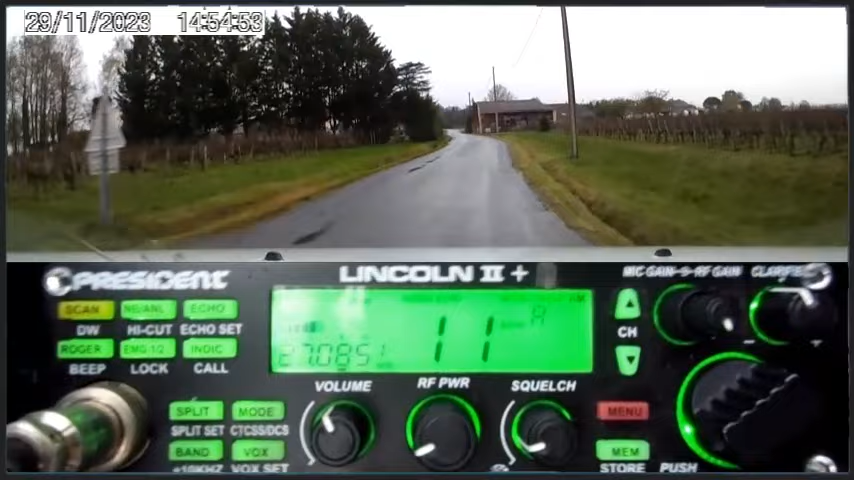 29/11/2023 14:54:53
PRESIDENT LINCOLN II + MIC GAIN-S-RF GAIN CLARIFIER
SCAN NB/ANL ECHO
DW HI-CUT ECHO SET
ROGER EMG 1/2 INDIC
BEEP LOCK CALL
27.0851 11 A
CH
VOLUME RF PWR SQUELCH
SPLIT MODE MENU
SPLIT SET CTCSS/DCS
BAND VOX MEM
±10KHZ VOX SET STORE PUSH